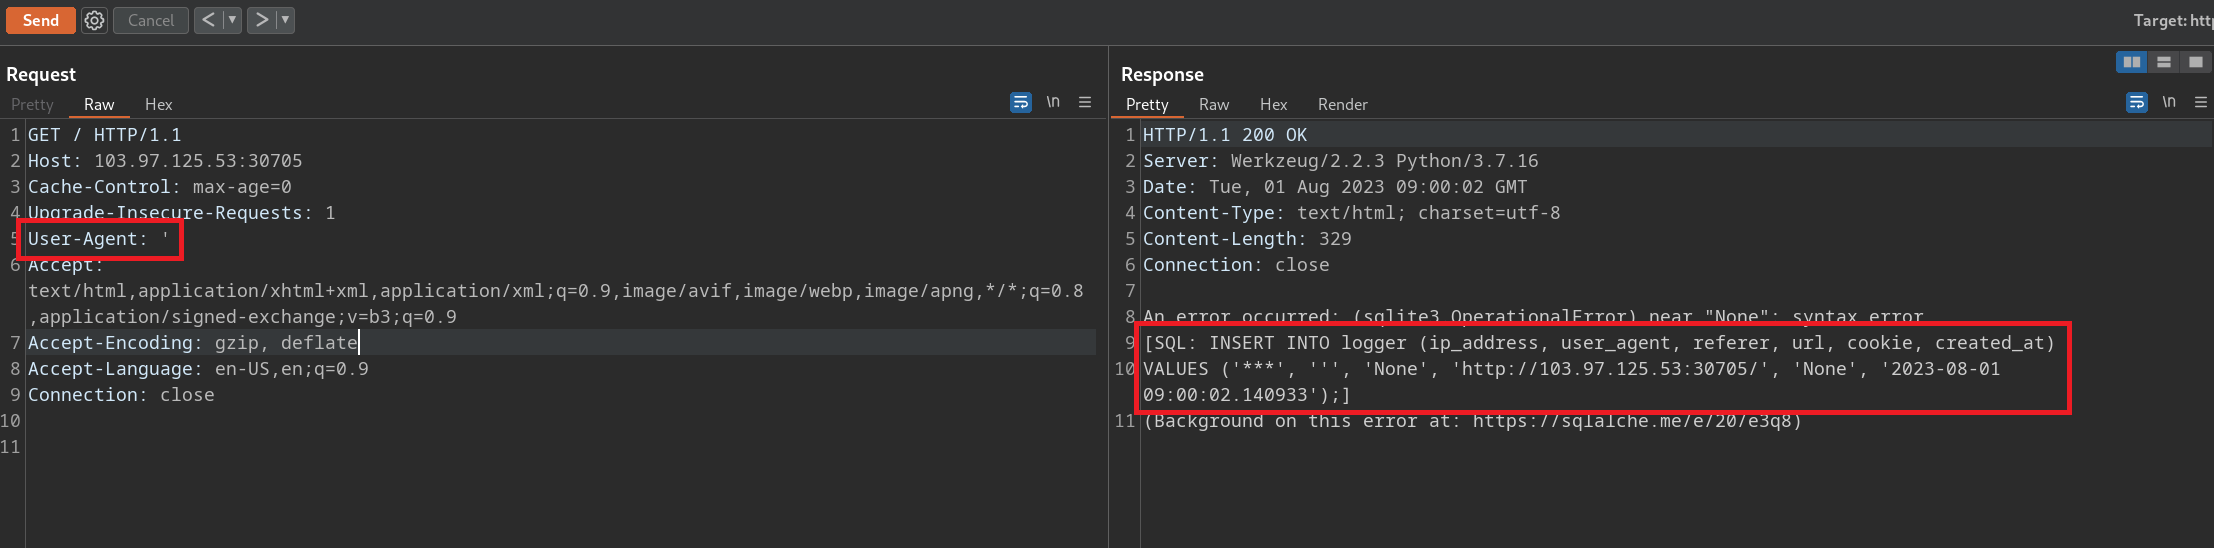 Send Cancel < ▼ > ▼ Target: http
Request
Pretty Raw Hex \n
1 GET / HTTP/1.1
2 Host: 103.97.125.53:30705
3 Cache-Control: max-age=0
4 Upgrade-Insecure-Requests: 1
5 User-Agent: '
6 Accept:
text/html,application/xhtml+xml,application/xml;q=0.9,image/avif,image/webp,image/apng,*/*;q=0.8
,application/signed-exchange;v=b3;q=0.9
7 Accept-Encoding: gzip, deflate
8 Accept-Language: en-US,en;q=0.9
9 Connection: close
10
11
Response
Pretty Raw Hex Render \n
1 HTTP/1.1 200 OK
2 Server: Werkzeug/2.2.3 Python/3.7.16
3 Date: Tue, 01 Aug 2023 09:00:02 GMT
4 Content-Type: text/html; charset=utf-8
5 Content-Length: 329
6 Connection: close
7
8 An error occurred: (sqlite3.OperationalError) near "None": syntax error
9 [SQL: INSERT INTO logger (ip_address, user_agent, referer, url, cookie, created_at)
10 VALUES ('***', ''', 'None', 'http://103.97.125.53:30705/', 'None', '2023-08-01
09:00:02.140933');]
11 (Background on this error at: https://sqlalche.me/e/20/e3q8)